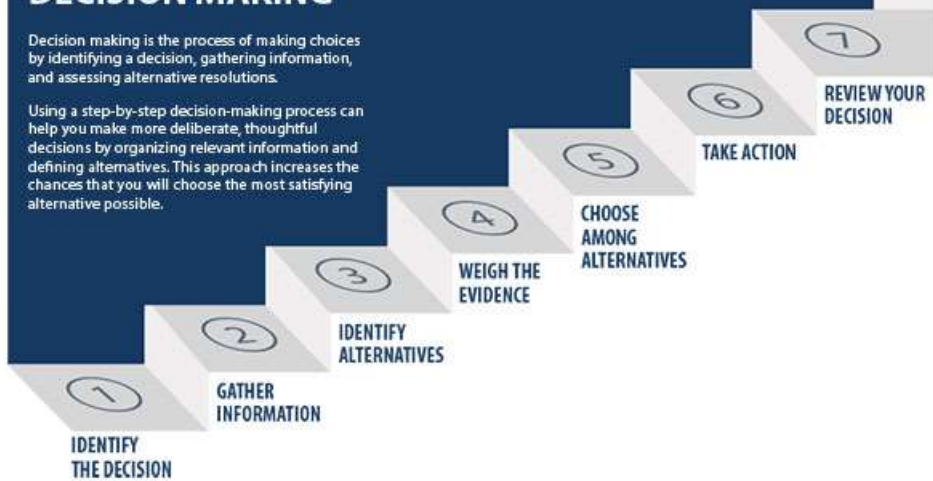 DECISION MAKING
Decision making is the process of making choices
by identifying a decision, gathering information,
and assessing alternative resolutions.
Using a step-by-step decision-making process can
help you make more deliberate, thoughtful
decisions by organizing relevant information and
defining alternatives. This approach increases the
chances that you will choose the most satisfying
alternative possible.
1
IDENTIFY
THE DECISION
2
GATHER
INFORMATION
3
IDENTIFY
ALTERNATIVES
4
WEIGH THE
EVIDENCE
5
CHOOSE
AMONG
ALTERNATIVES
6
TAKE ACTION
7
REVIEW YOUR
DECISION